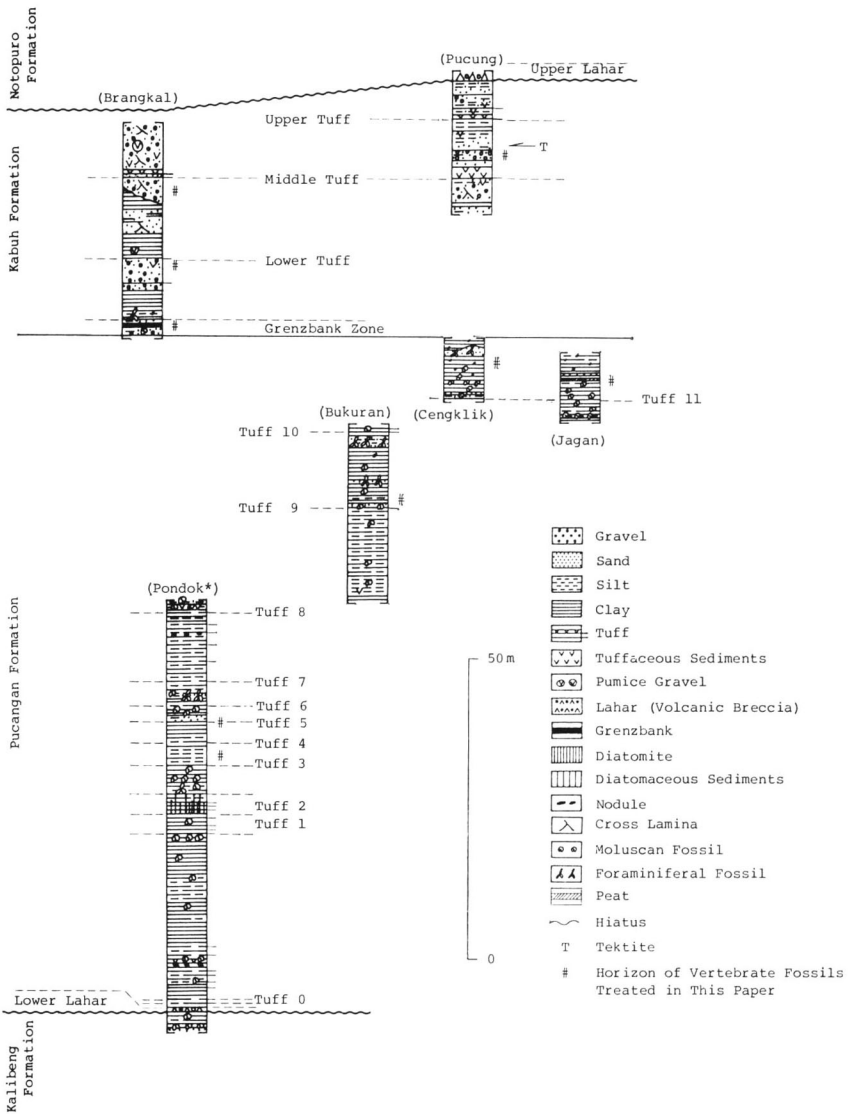 Notopuro
Formation
Kabuh Formation
Pucangan Formation
Kalibeng
Formation
(Pucung)
Upper Lahar
(Brangkal)
Upper Tuff
T
#
Middle Tuff
#
Lower Tuff
#
#
Grenzbank Zone
#
#
Tuff 11
(Bukuran)
(Cengklik)
(Jagan)
Tuff 10
#
Tuff 9
(Pondok*)
Tuff 8
Tuff 7
Tuff 6
# Tuff 5
Tuff 4
#
Tuff 3
Tuff 2
Tuff 1
Lower Lahar
Tuff 0
50 m
0
Gravel
Sand
Silt
Clay
Tuff
Tuffaceous Sediments
Pumice Gravel
Lahar (Volcanic Breccia)
Grenzbank
Diatomite
Diatomaceous Sediments
Nodule
Cross Lamina
Moluscan Fossil
Foraminiferal Fossil
Peat
Hiatus
T Tektite
# Horizon of Vertebrate Fossils
Treated in This Paper